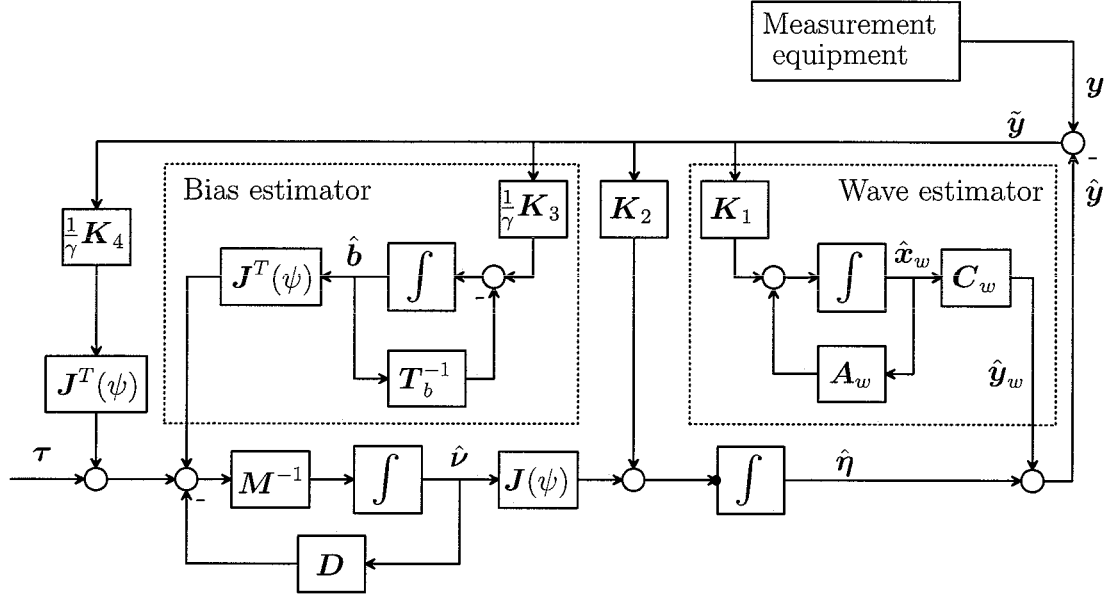 Measurement
equipment
y
ỹ
-
ŷ
Bias estimator
Wave estimator
1/γ K₄
1/γ K₃
K₂
K₁
Jᵀ(ψ)
b̂
∫
-
∫
x̂_w
C_w
Jᵀ(ψ)
T_b⁻¹
A_w
ŷ_w
τ
-
M⁻¹
∫
ν̂
J(ψ)
∫
η̂
D